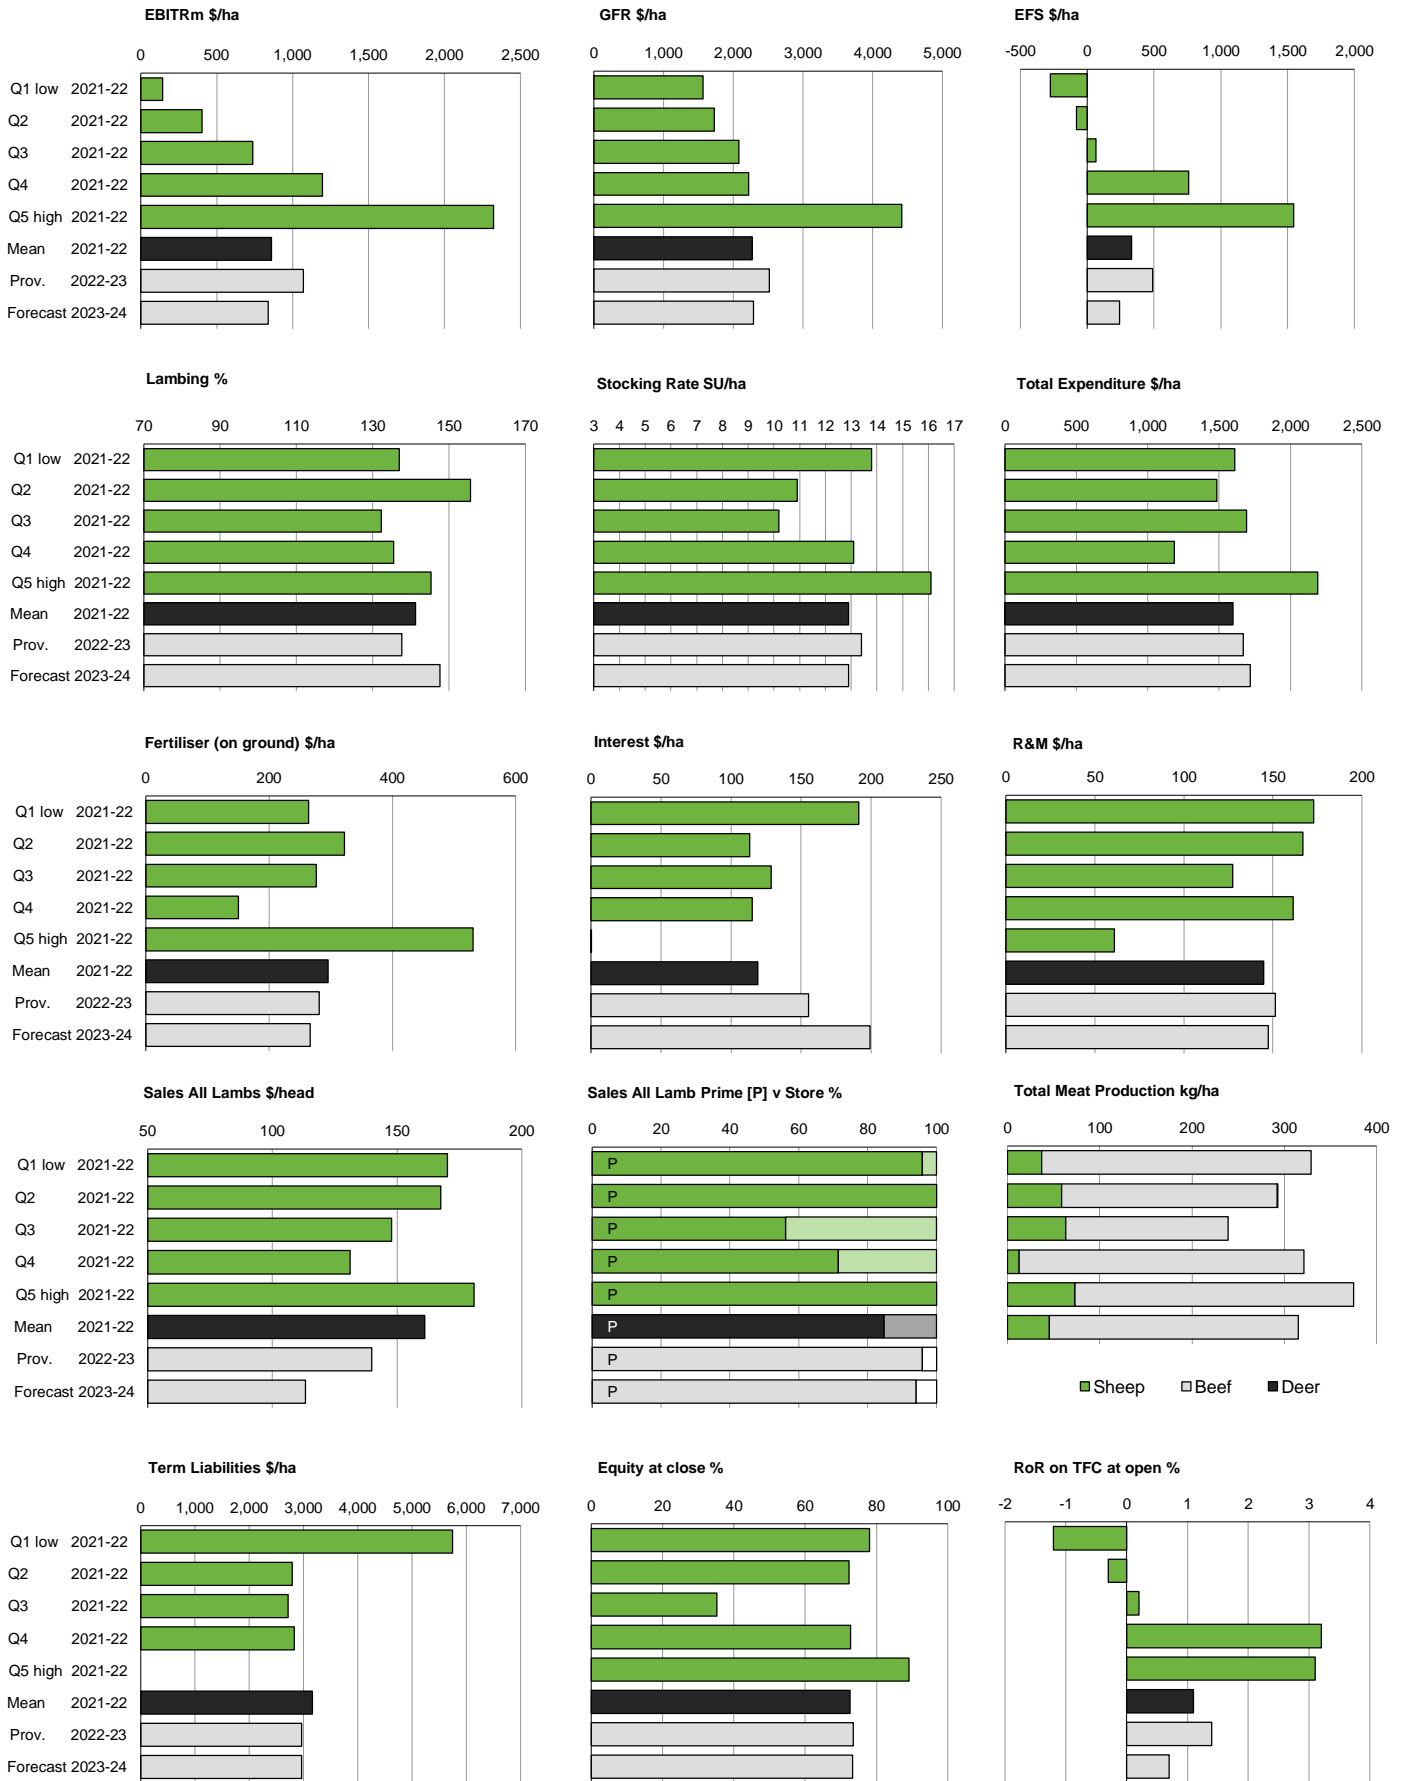 EBITRm $/ha
GFR $/ha
EFS $/ha
0 500 1,000 1,500 2,000 2,500
0 1,000 2,000 3,000 4,000 5,000
-500 0 500 1,000 1,500 2,000
Q1 low 2021-22
Q2 2021-22
Q3 2021-22
Q4 2021-22
Q5 high 2021-22
Mean 2021-22
Prov. 2022-23
Forecast 2023-24
Lambing %
Stocking Rate SU/ha
Total Expenditure $/ha
70 90 110 130 150 170
3 4 5 6 7 8 9 10 11 12 13 14 15 16 17
0 500 1,000 1,500 2,000 2,500
Q1 low 2021-22
Q2 2021-22
Q3 2021-22
Q4 2021-22
Q5 high 2021-22
Mean 2021-22
Prov. 2022-23
Forecast 2023-24
Fertiliser (on ground) $/ha
Interest $/ha
R&M $/ha
0 200 400 600
0 50 100 150 200 250
0 50 100 150 200
Q1 low 2021-22
Q2 2021-22
Q3 2021-22
Q4 2021-22
Q5 high 2021-22
Mean 2021-22
Prov. 2022-23
Forecast 2023-24
Sales All Lambs $/head
Sales All Lamb Prime [P] v Store %
Total Meat Production kg/ha
50 100 150 200
0 20 40 60 80 100
0 100 200 300 400
Q1 low 2021-22 P
Q2 2021-22 P
Q3 2021-22 P
Q4 2021-22 P
Q5 high 2021-22 P
Mean 2021-22 P
Prov. 2022-23 P
Forecast 2023-24 P
Sheep Beef Deer
Term Liabilities $/ha
Equity at close %
RoR on TFC at open %
0 1,000 2,000 3,000 4,000 5,000 6,000 7,000
0 20 40 60 80 100
-2 -1 0 1 2 3 4
Q1 low 2021-22
Q2 2021-22
Q3 2021-22
Q4 2021-22
Q5 high 2021-22
Mean 2021-22
Prov. 2022-23
Forecast 2023-24